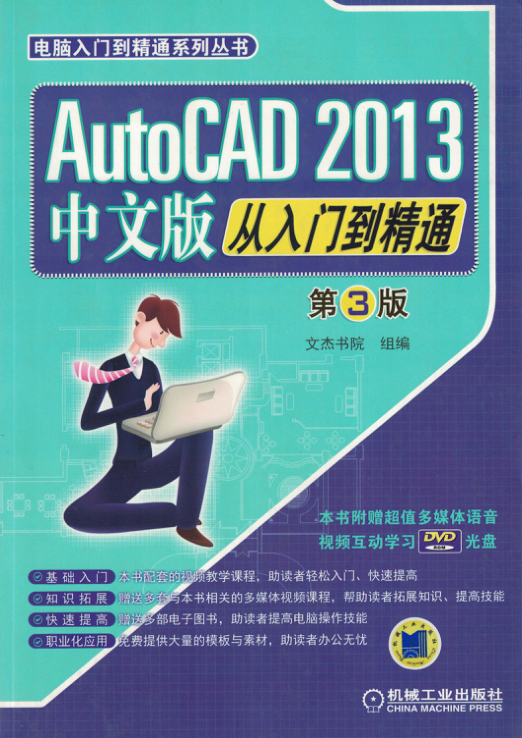 电脑入门到精通系列丛书
AutoCAD 2013
中文版 从入门到精通
第3版
文杰书院 组编
本书附赠超值多媒体语音
视频互动学习 DVD ROM 光盘
基础入门 本书配套的视频教学课程，助读者轻松入门、快速提高
知识拓展 赠送多套与本书相关的多媒体视频课程，帮助读者拓展知识、提高技能
快速提高 赠送多部电子图书，助读者提高电脑操作技能
职业化应用 免费提供大量的模板与素材，助读者办公无忧
机械工业出版社
CHINA MACHINE PRESS